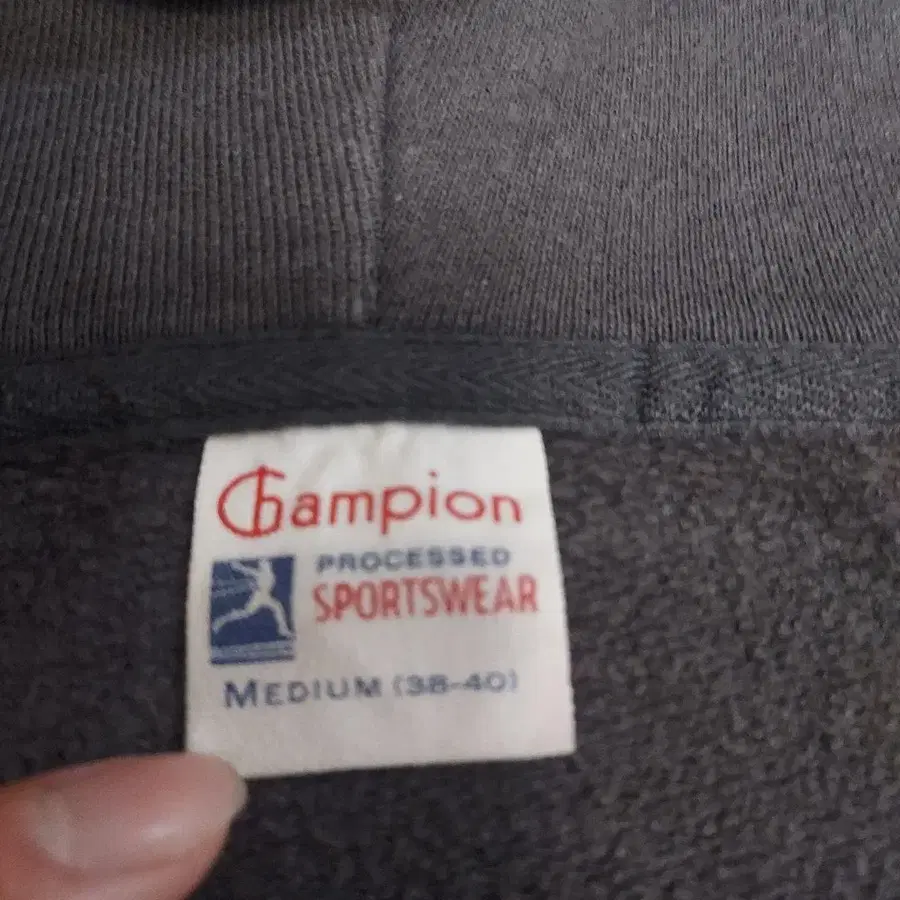 Champion
PROCESSED
SPORTSWEAR
MEDIUM (38-40)